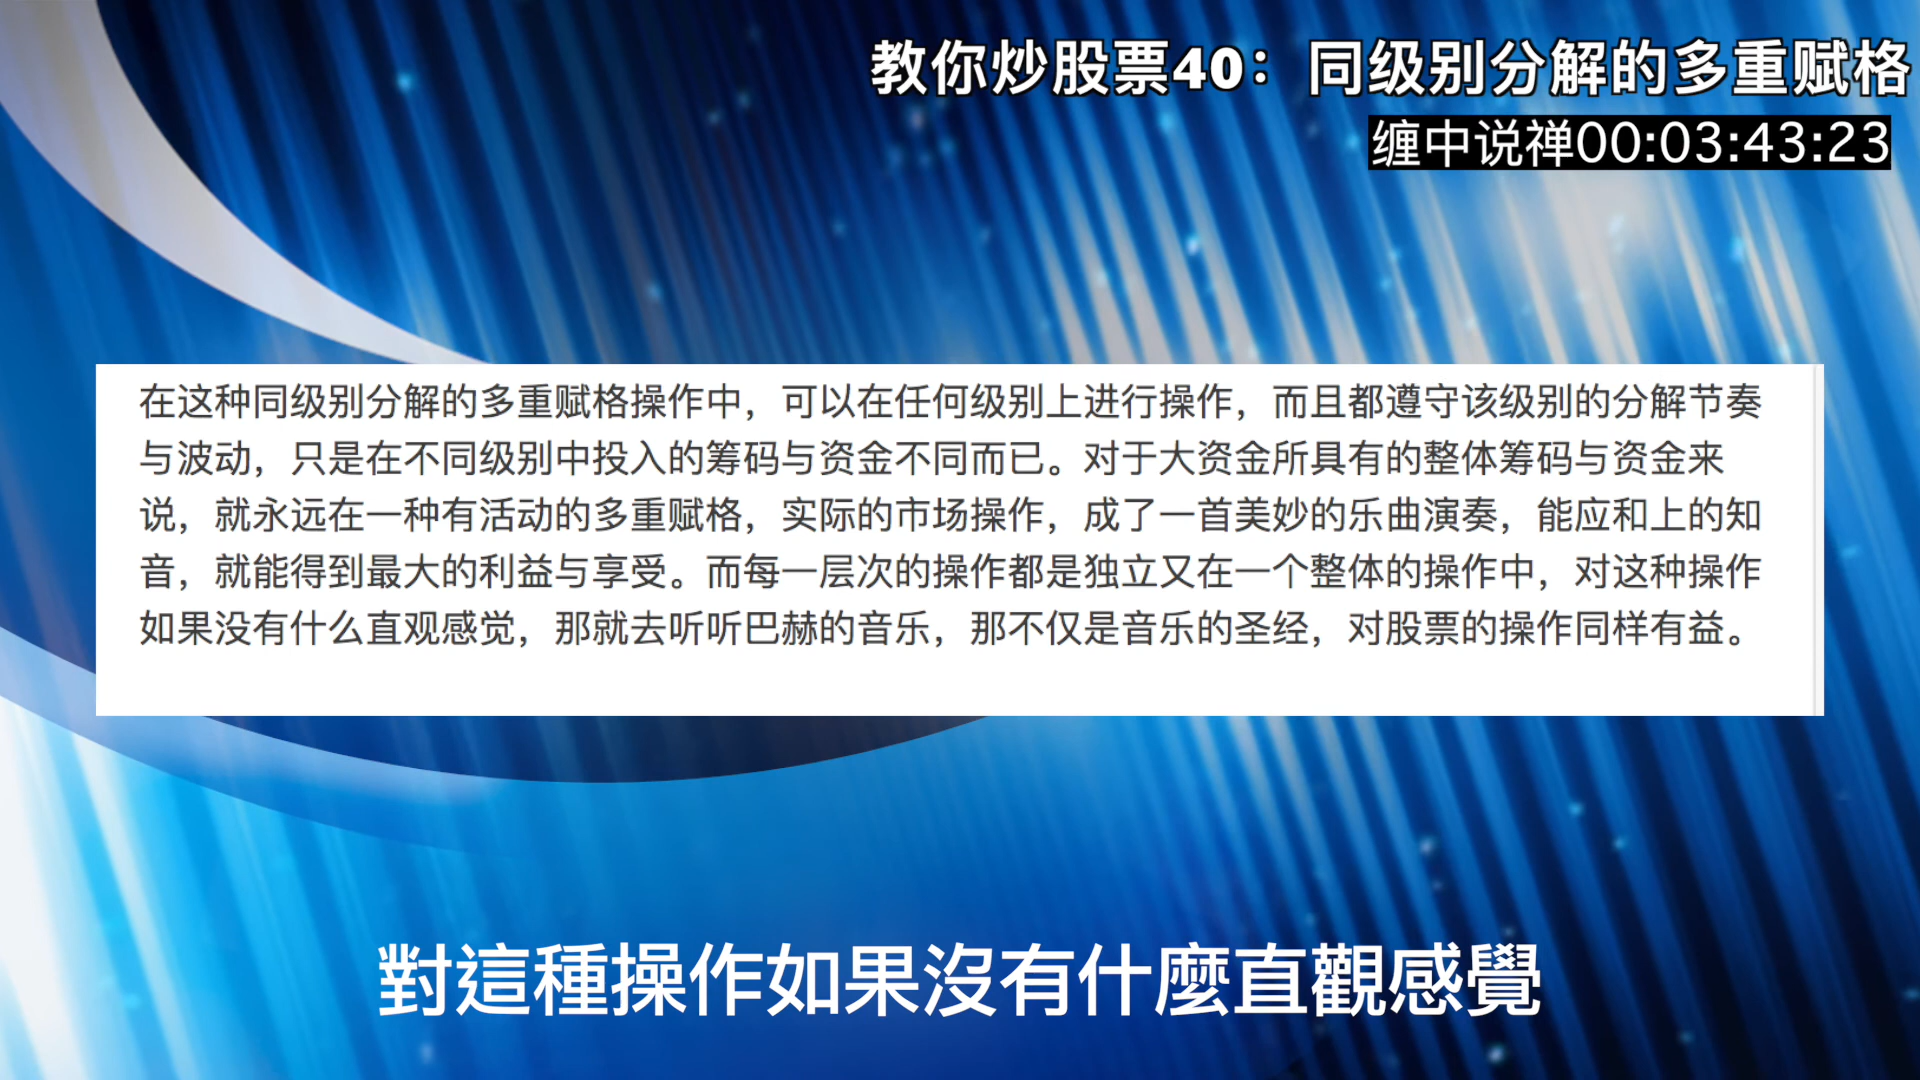 教你炒股票40：同级别分解的多重赋格
缠中说禅00:03:43:23
在这种同级别分解的多重赋格操作中，可以在任何级别上进行操作，而且都遵守该级别的分解节奏
与波动，只是在不同级别中投入的筹码与资金不同而已。对于大资金所具有的整体筹码与资金来
说，就永远在一种有活动的多重赋格，实际的市场操作，成了一首美妙的乐曲演奏，能应和上的知
音，就能得到最大的利益与享受。而每一层次的操作都是独立又在一个整体的操作中，对这种操作
如果没有什么直观感觉，那就去听听巴赫的音乐，那不仅是音乐的圣经，对股票的操作同样有益。
對這種操作如果沒有什麼直觀感覺